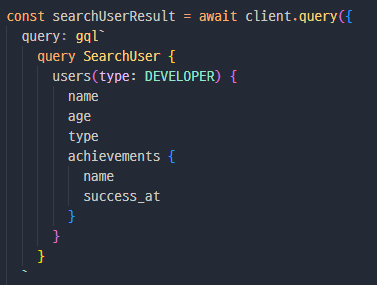 const searchUserResult = await client.query({
query: gql`
query SearchUser {
users(type: DEVELOPER) {
name
age
type
achievements {
name
success_at
}
}
}
`